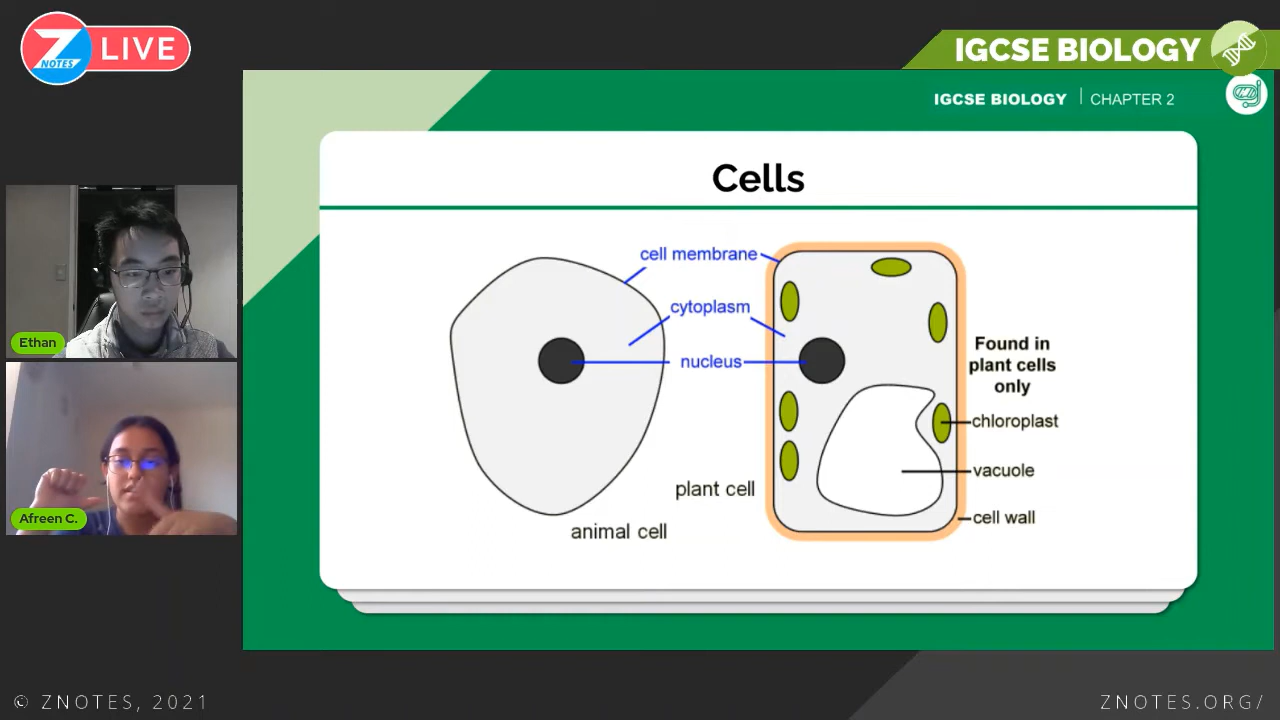 Z
NOTES
LIVE
IGCSE BIOLOGY
IGCSE BIOLOGY | CHAPTER 2
Cells
cell membrane
cytoplasm
nucleus
Found in
plant cells
only
chloroplast
vacuole
cell wall
plant cell
animal cell
Ethan
Afreen C.
© ZNOTES, 2021
ZNOTES.ORG/